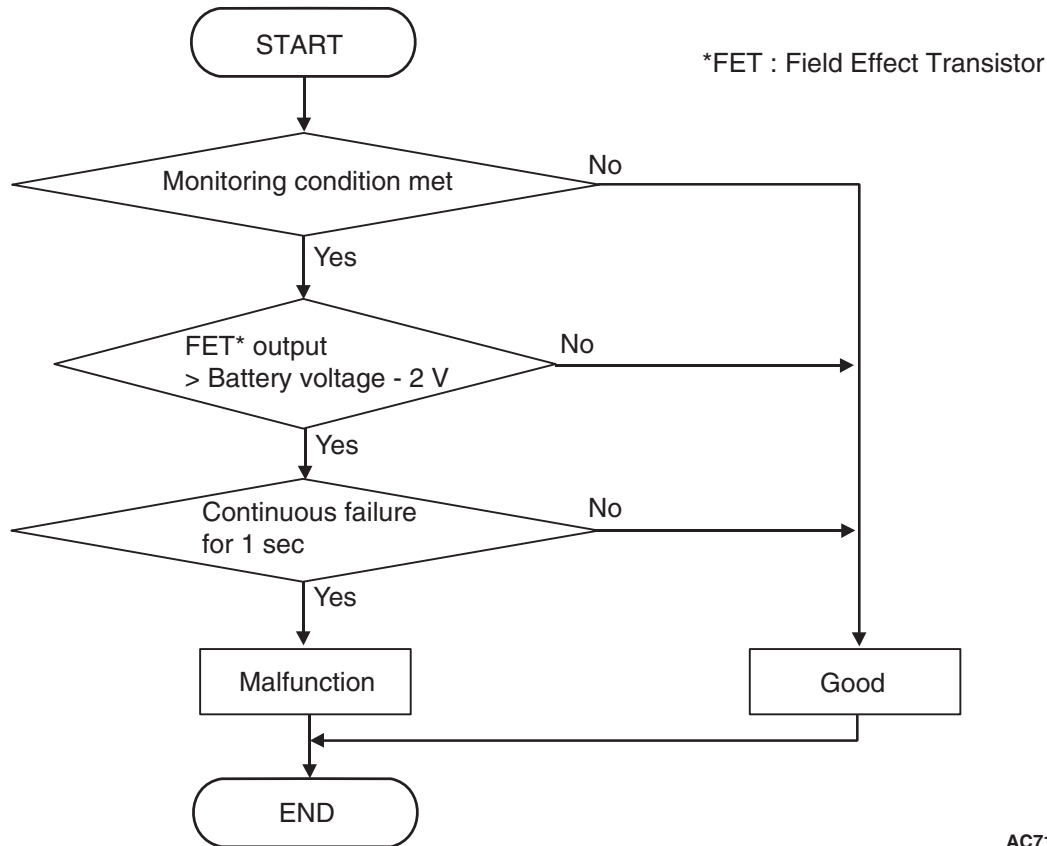 START
*FET : Field Effect Transistor
Monitoring condition met
No
Yes
FET* output
> Battery voltage - 2 V
No
Yes
Continuous failure
for 1 sec
No
Yes
Malfunction
Good
END